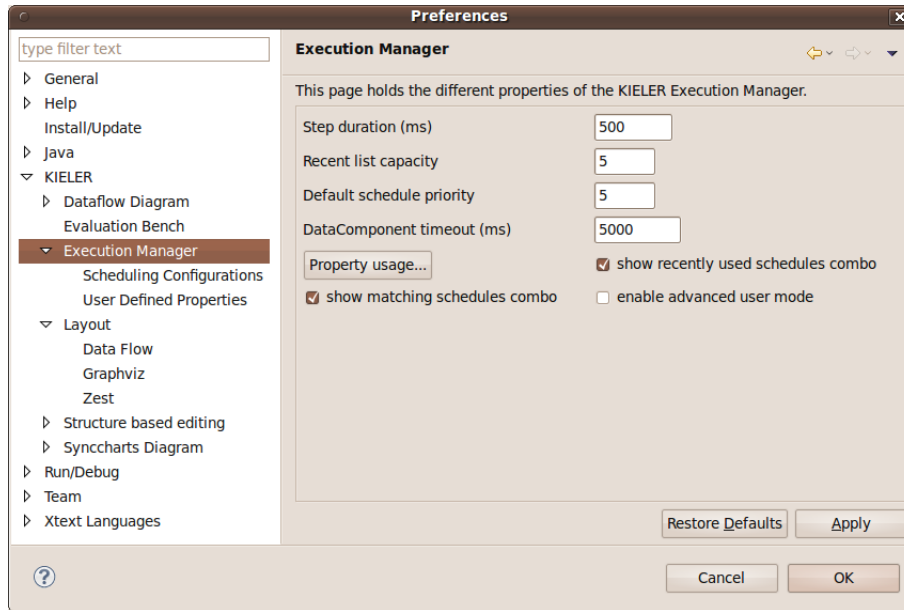 Preferences
type filter text
General
Help
Install/Update
Java
KIELER
Dataflow Diagram
Evaluation Bench
Execution Manager
Scheduling Configurations
User Defined Properties
Layout
Data Flow
Graphviz
Zest
Structure based editing
Synccharts Diagram
Run/Debug
Team
Xtext Languages
Execution Manager
This page holds the different properties of the KIELER Execution Manager.
Step duration (ms) 500
Recent list capacity 5
Default schedule priority 5
DataComponent timeout (ms) 5000
Property usage... show recently used schedules combo
show matching schedules combo enable advanced user mode
Restore Defaults Apply
Cancel OK